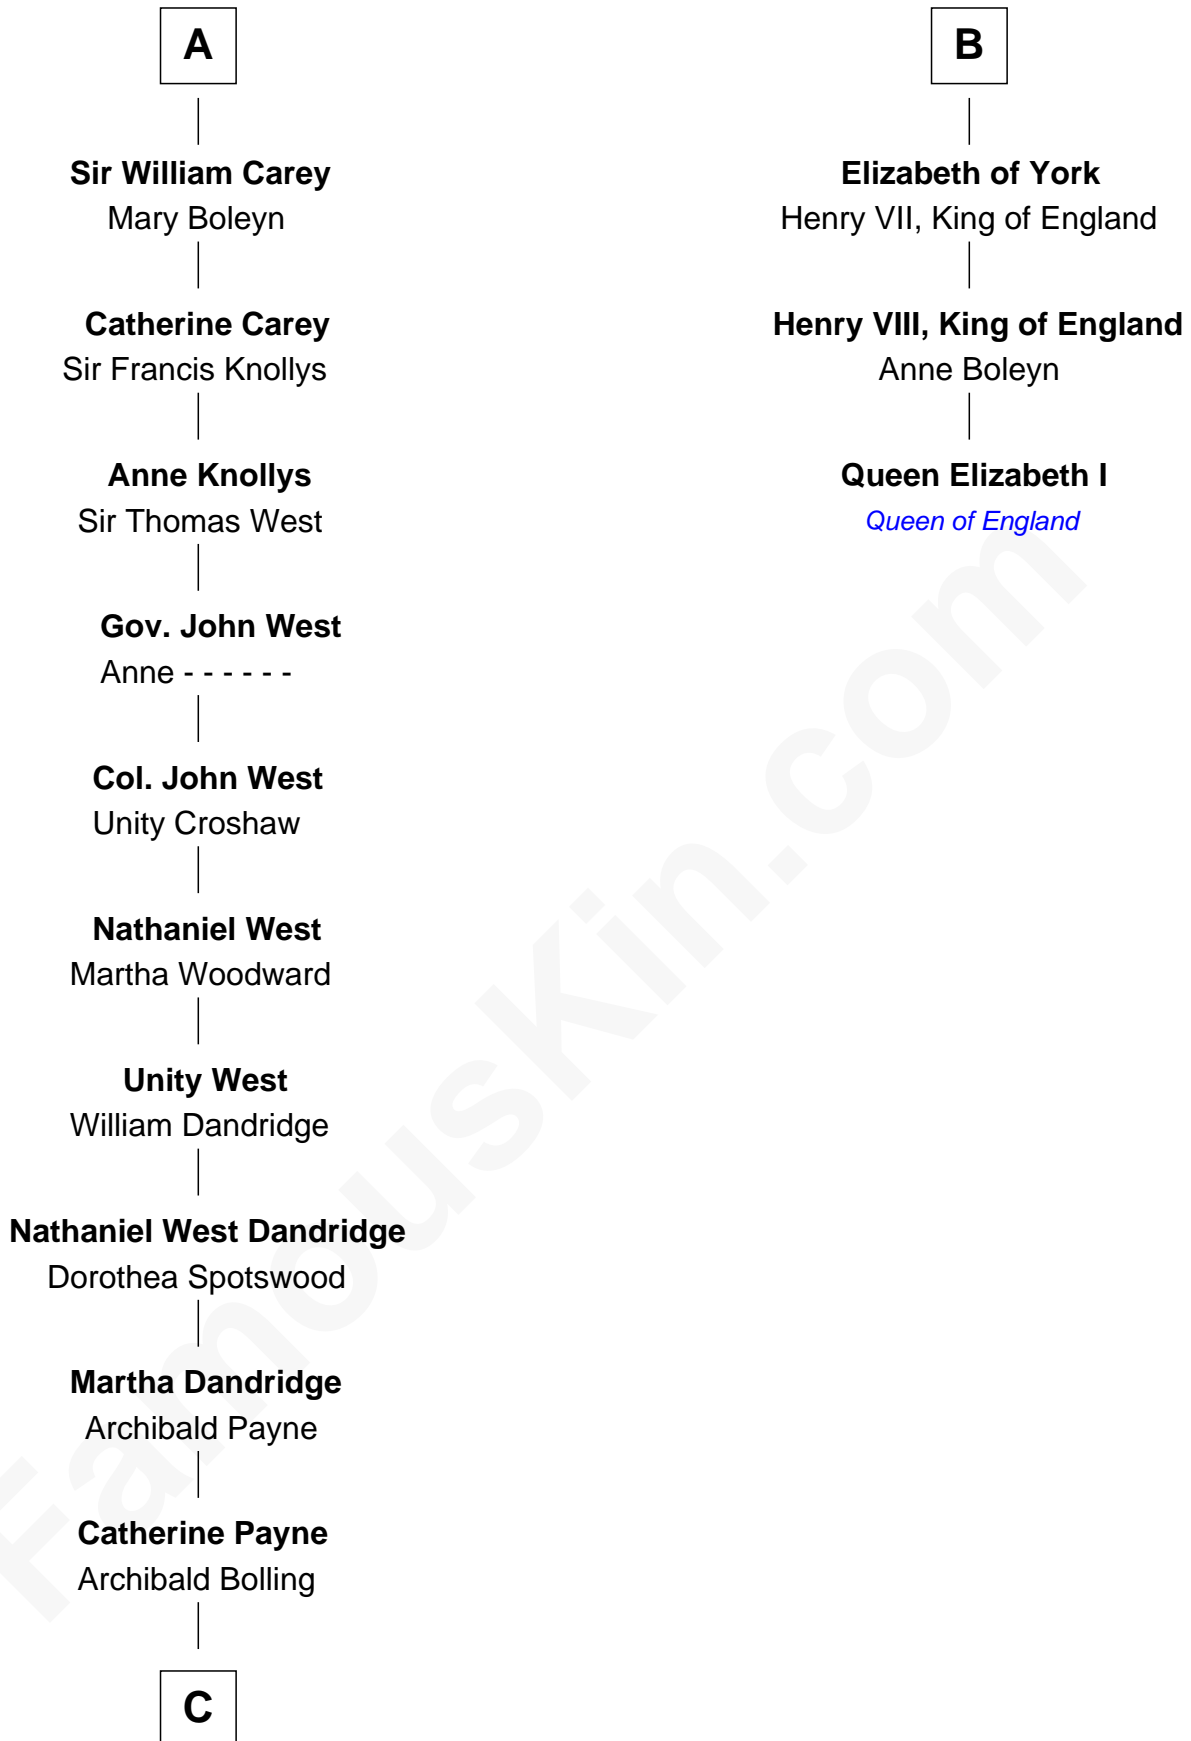 A
Sir William Carey
Mary Boleyn
Catherine Carey
Sir Francis Knollys
Anne Knollys
Sir Thomas West
Gov. John West
Anne - - - - - -
Col. John West
Unity Croshaw
Nathaniel West
Martha Woodward
Unity West
William Dandridge
Nathaniel West Dandridge
Dorothea Spotswood
Martha Dandridge
Archibald Payne
Catherine Payne
Archibald Bolling
C
B
Elizabeth of York
Henry VII, King of England
Henry VIII, King of England
Anne Boleyn
Queen Elizabeth I
Queen of England
FamousKin.com